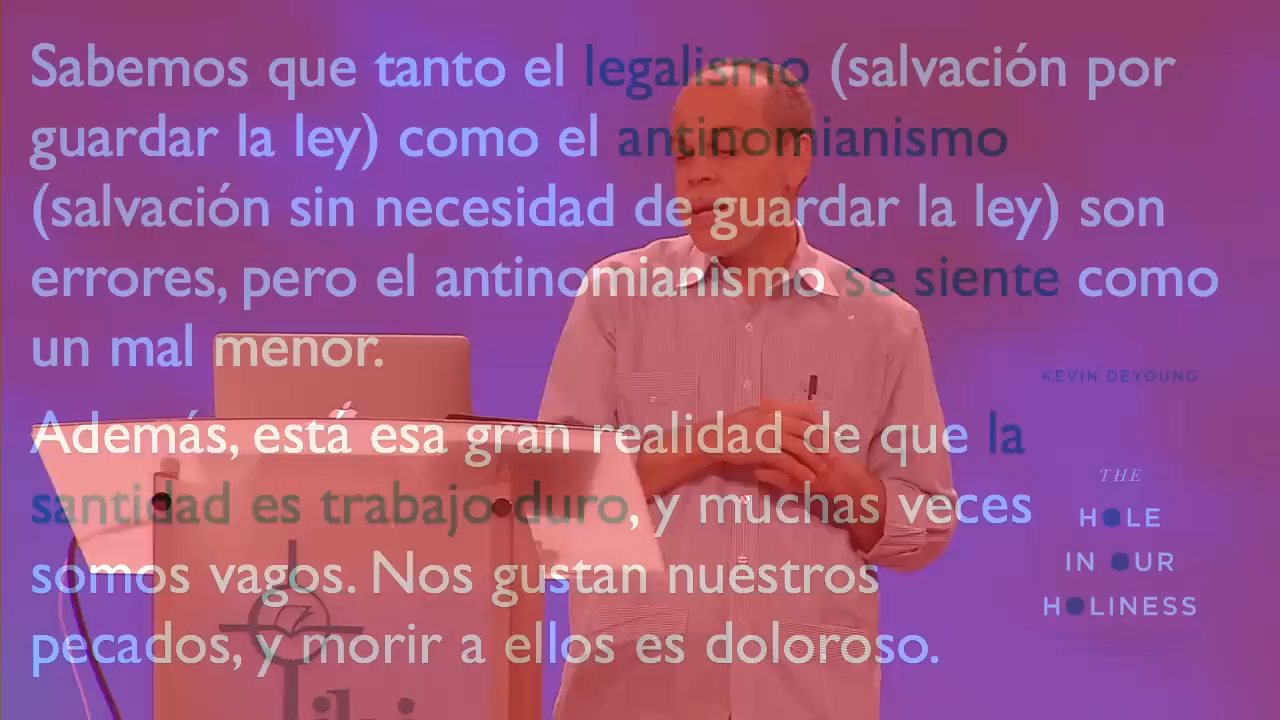 Sabemos que tanto el legalismo (salvación por
guardar la ley) como el antinomianismo
(salvación sin necesidad de guardar la ley) son
errores, pero el antinomianismo se siente como
un mal menor.
Además, está esa gran realidad de que la
santidad es trabajo duro, y muchas veces
somos vagos. Nos gustan nuestros
pecados, y morir a ellos es doloroso.
KEVIN DEYOUNG
THE
HOLE
IN OUR
HOLINESS